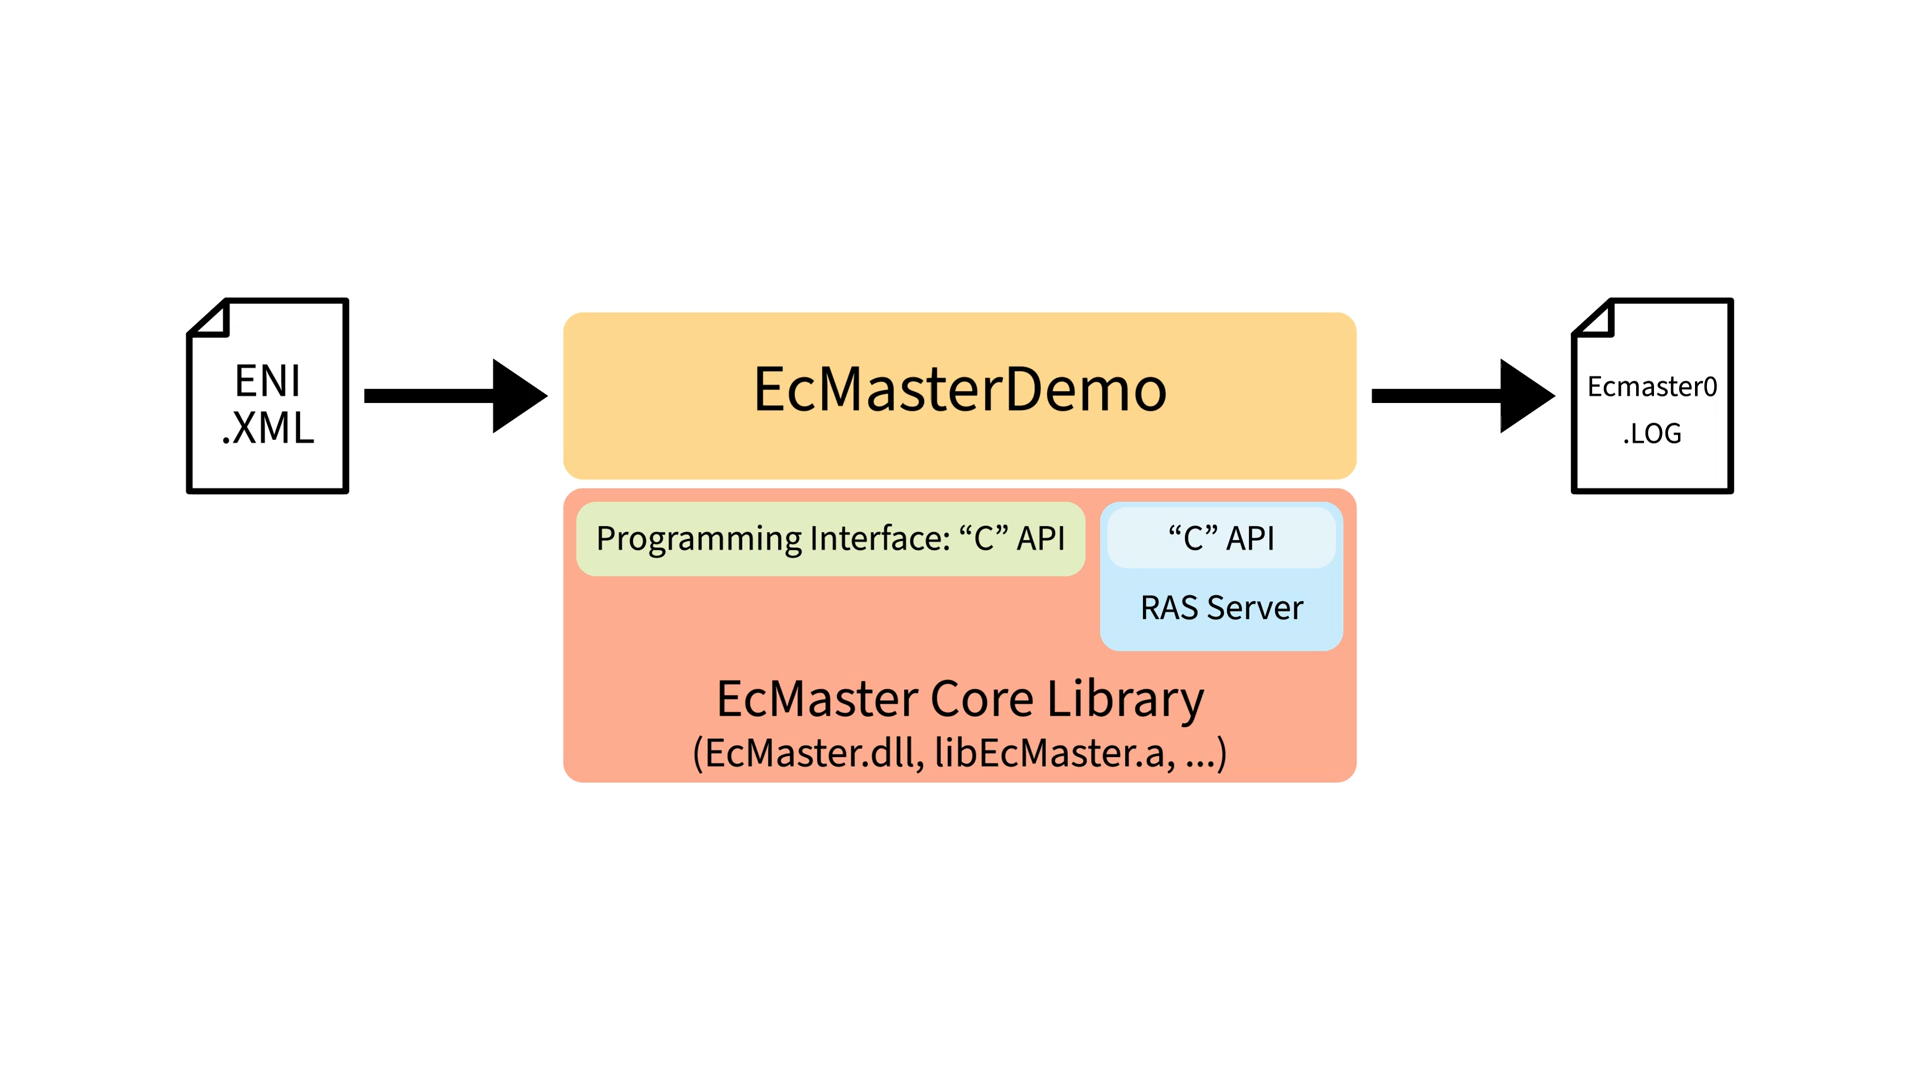 ENI
.XML
EcMasterDemo
Ecmaster0
.LOG
Programming Interface: “C” API
“C” API
RAS Server
EcMaster Core Library
(EcMaster.dll, libEcMaster.a, ...)